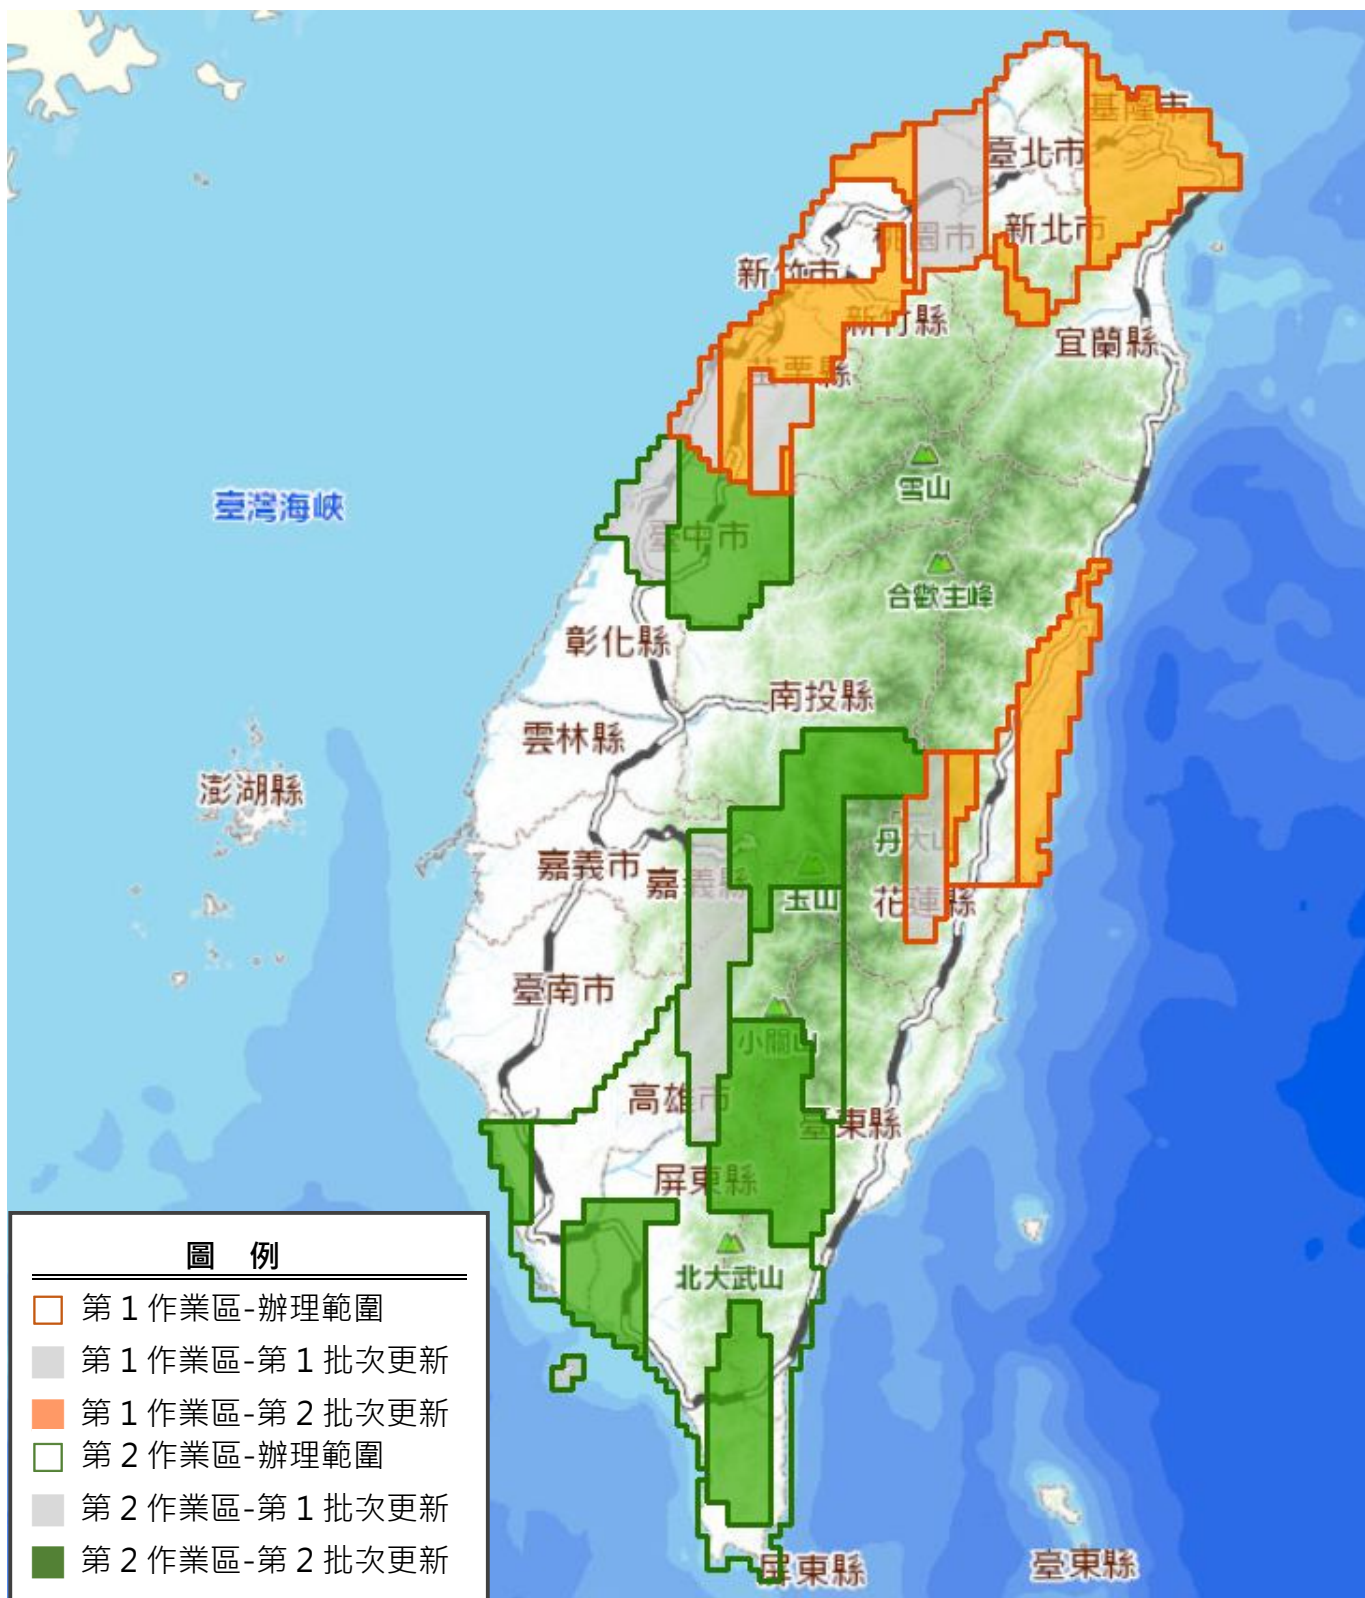 基隆市
臺北市
新北市
桃園市
新竹市
新竹縣
宜蘭縣
苗栗縣
雪山
臺灣海峽
臺中市
合歡主峰
彰化縣
南投縣
雲林縣
澎湖縣
丹大山
嘉義市
嘉義縣
玉山
花蓮縣
臺南市
小關山
高雄市
臺東縣
屏東縣
北大武山
屏東縣
臺東縣
圖 例
第 1 作業區-辦理範圍
第 1 作業區-第 1 批次更新
第 1 作業區-第 2 批次更新
第 2 作業區-辦理範圍
第 2 作業區-第 1 批次更新
第 2 作業區-第 2 批次更新